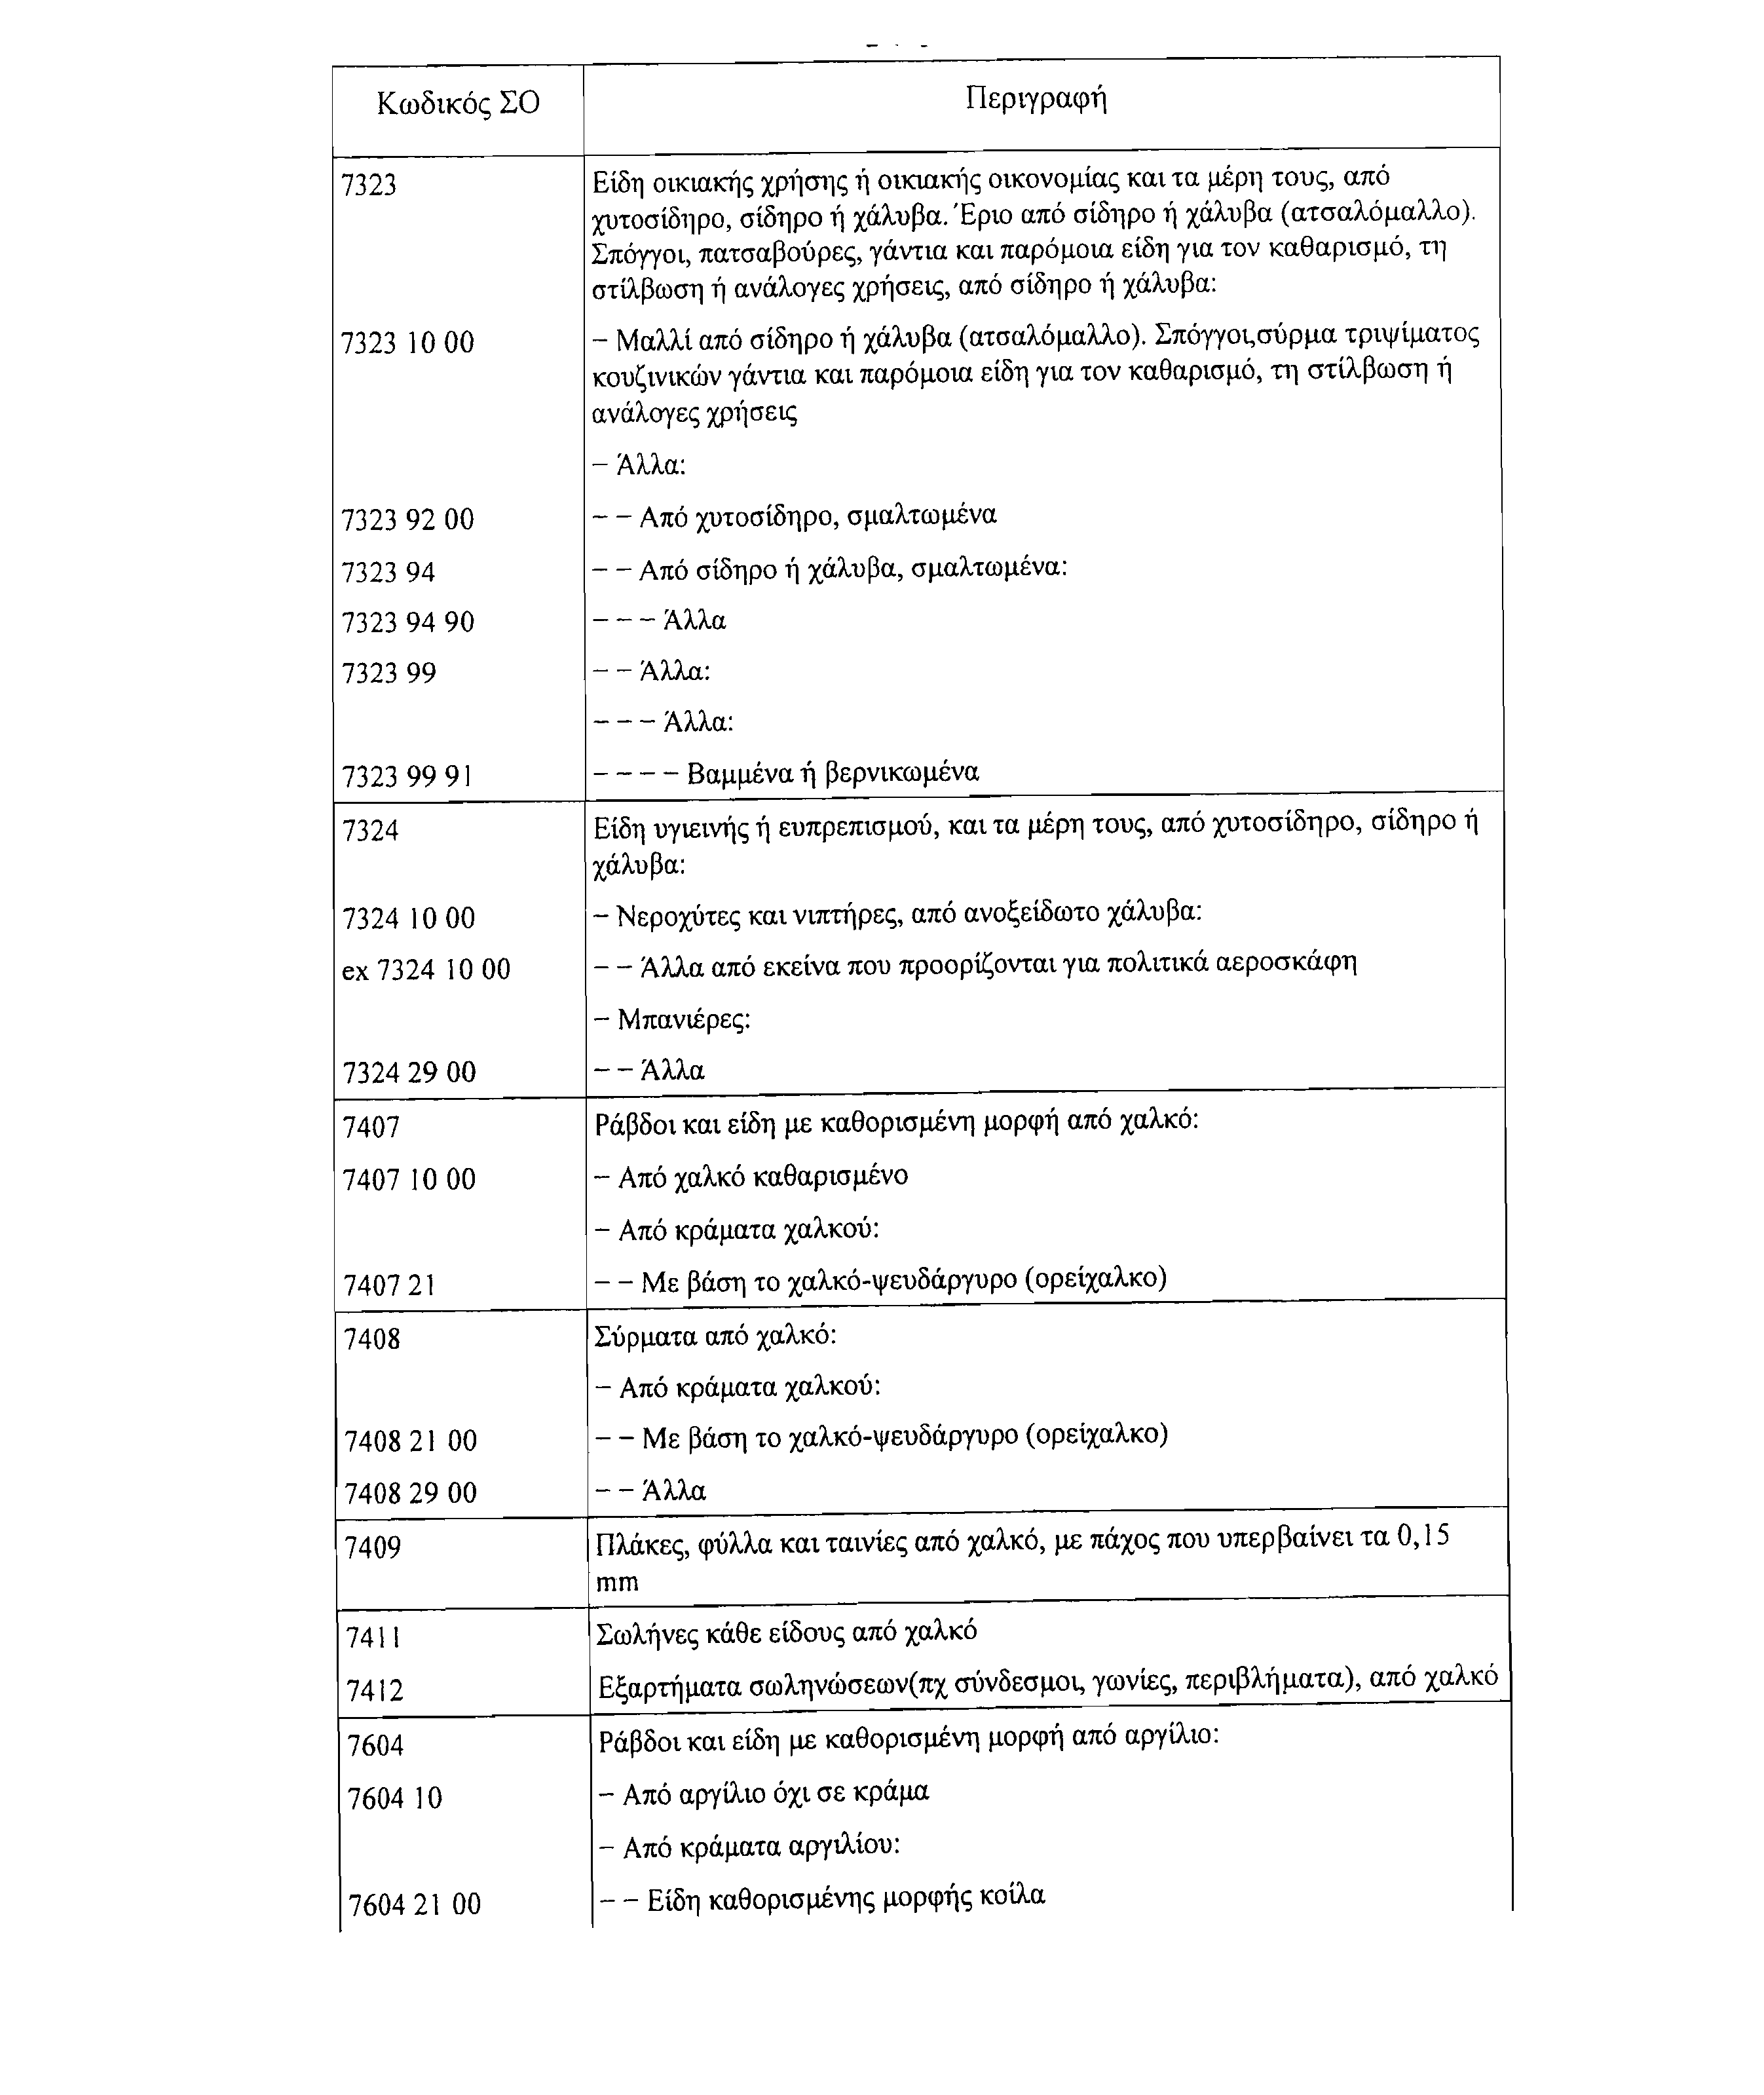 Κωδικός ΣΟ Περιγραφή
7323 Είδη οικιακής χρήσης ή οικιακής οικονομίας και τα μέρη τους, από
χυτοσίδηρο, σίδηρο ή χάλυβα. Έριο από σίδηρο ή χάλυβα (ατσαλόμαλλο).
Σπόγγοι, πατσαβούρες, γάντια και παρόμοια είδη για τον καθαρισμό, τη
στίλβωση ή ανάλογες χρήσεις, από σίδηρο ή χάλυβα:
7323 10 00 – Μαλλί από σίδηρο ή χάλυβα (ατσαλόμαλλο). Σπόγγοι,σύρμα τριψίματος
κουζινικών γάντια και παρόμοια είδη για τον καθαρισμό, τη στίλβωση ή
ανάλογες χρήσεις
– Άλλα:
7323 92 00 – – Από χυτοσίδηρο, σμαλτωμένα
7323 94 – – Από σίδηρο ή χάλυβα, σμαλτωμένα:
7323 94 90 – – – Άλλα
7323 99 – – Άλλα:
– – – Άλλα:
7323 99 91 – – – – Βαμμένα ή βερνικωμένα
7324 Είδη υγιεινής ή ευπρεπισμού, και τα μέρη τους, από χυτοσίδηρο, σίδηρο ή
χάλυβα:
7324 10 00 – Νεροχύτες και νιπτήρες, από ανοξείδωτο χάλυβα:
ex 7324 10 00 – – Άλλα από εκείνα που προορίζονται για πολιτικά αεροσκάφη
– Μπανιέρες:
7324 29 00 – – Άλλα
7407 Ράβδοι και είδη με καθορισμένη μορφή από χαλκό:
7407 10 00 – Από χαλκό καθαρισμένο
– Από κράματα χαλκού:
7407 21 – – Με βάση το χαλκό-ψευδάργυρο (ορείχαλκο)
7408 Σύρματα από χαλκό:
– Από κράματα χαλκού:
7408 21 00 – – Με βάση το χαλκό-ψευδάργυρο (ορείχαλκο)
7408 29 00 – – Άλλα
7409 Πλάκες, φύλλα και ταινίες από χαλκό, με πάχος που υπερβαίνει τα 0,15
mm
7411 Σωλήνες κάθε είδους από χαλκό
7412 Εξαρτήματα σωληνώσεων(πχ σύνδεσμοι, γωνίες, περιβλήματα), από χαλκό
7604 Ράβδοι και είδη με καθορισμένη μορφή από αργίλιο:
7604 10 – Από αργίλιο όχι σε κράμα
– Από κράματα αργιλίου:
7604 21 00 – – Είδη καθορισμένης μορφής κοίλα